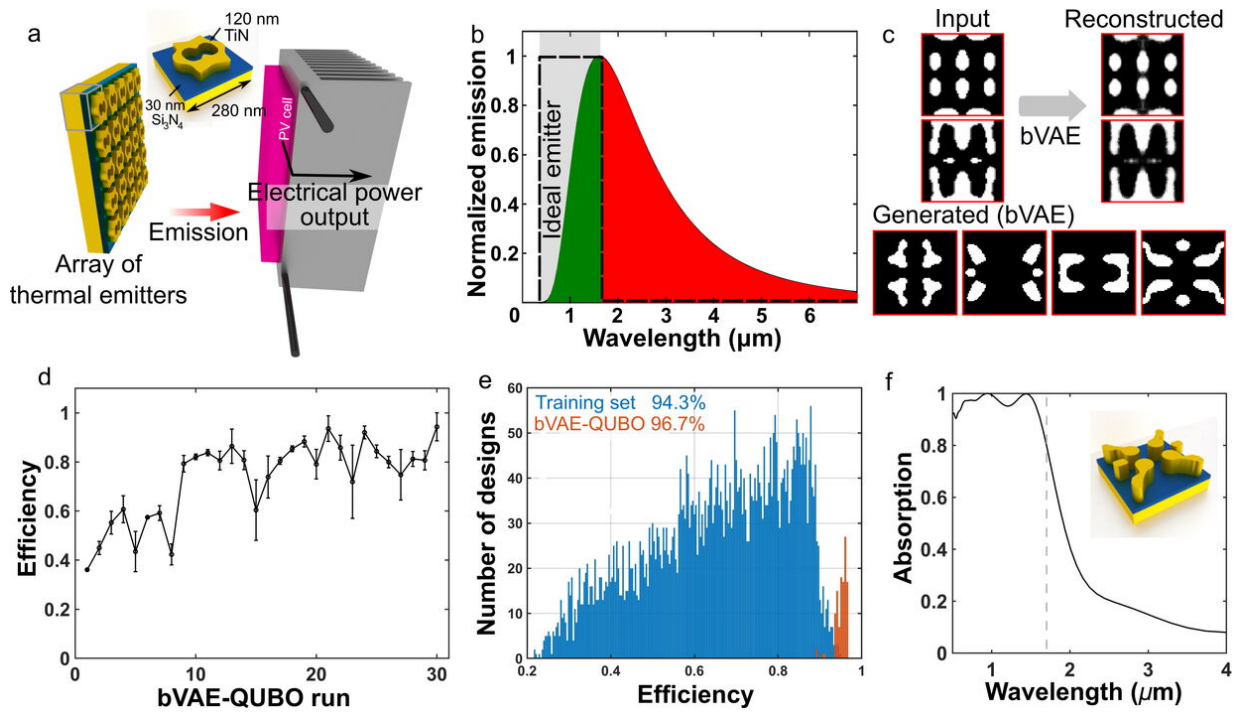 a
120 nm
TiN
30 nm
Si₃N₄
280 nm
PV cell
Electrical power
output
Emission
Array of
thermal emitters
b
Normalized emission
1
0.8
0.6
0.4
0.2
Ideal emitter
0 1 2 3 4 5 6
Wavelength (μm)
c
Input Reconstructed
bVAE
Generated (bVAE)
d
Efficiency
1
0.8
0.6
0.4
0.2
0
0 10 20 30
bVAE-QUBO run
e
Number of designs
60
50
40
30
20
10
0
Training set 94.3%
bVAE-QUBO 96.7%
0.2 0.4 0.6 0.8 1
Efficiency
f
Absorption
1
0.8
0.6
0.4
0.2
0
1 2 3 4
Wavelength (μm)